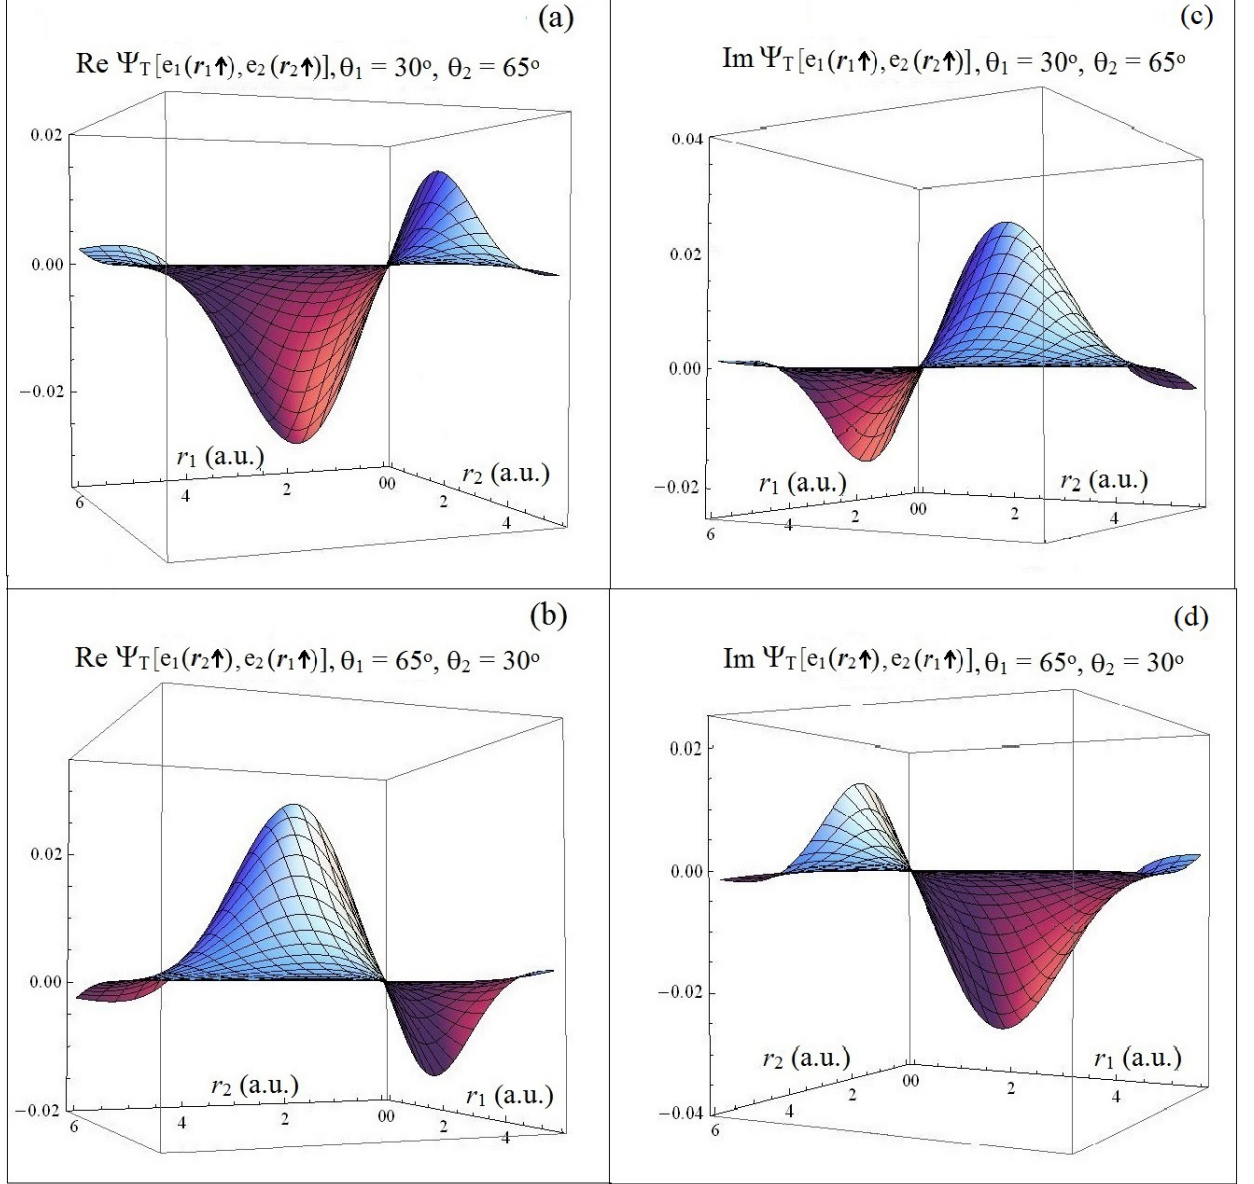 (a)
Re Ψ_T[e₁(r₁↑),e₂(r₂↑)],θ₁ = 30°, θ₂ = 65°
0.02
0.00
−0.02
r₁ (a.u.)
r₂ (a.u.)
6
4
2
00
2
4
(c)
Im Ψ_T[e₁(r₁↑),e₂(r₂↑)],θ₁ = 30°, θ₂ = 65°
0.04
0.02
0.00
−0.02
r₁ (a.u.)
r₂ (a.u.)
6
4
2
00
2
4
(b)
Re Ψ_T[e₁(r₂↑),e₂(r₁↑)],θ₁ = 65°, θ₂ = 30°
0.02
0.00
−0.02
r₂ (a.u.)
r₁ (a.u.)
6
4
2
00
2
4
(d)
Im Ψ_T[e₁(r₂↑),e₂(r₁↑)],θ₁ = 65°, θ₂ = 30°
0.02
0.00
−0.02
−0.04
r₂ (a.u.)
r₁ (a.u.)
6
4
2
00
2
4